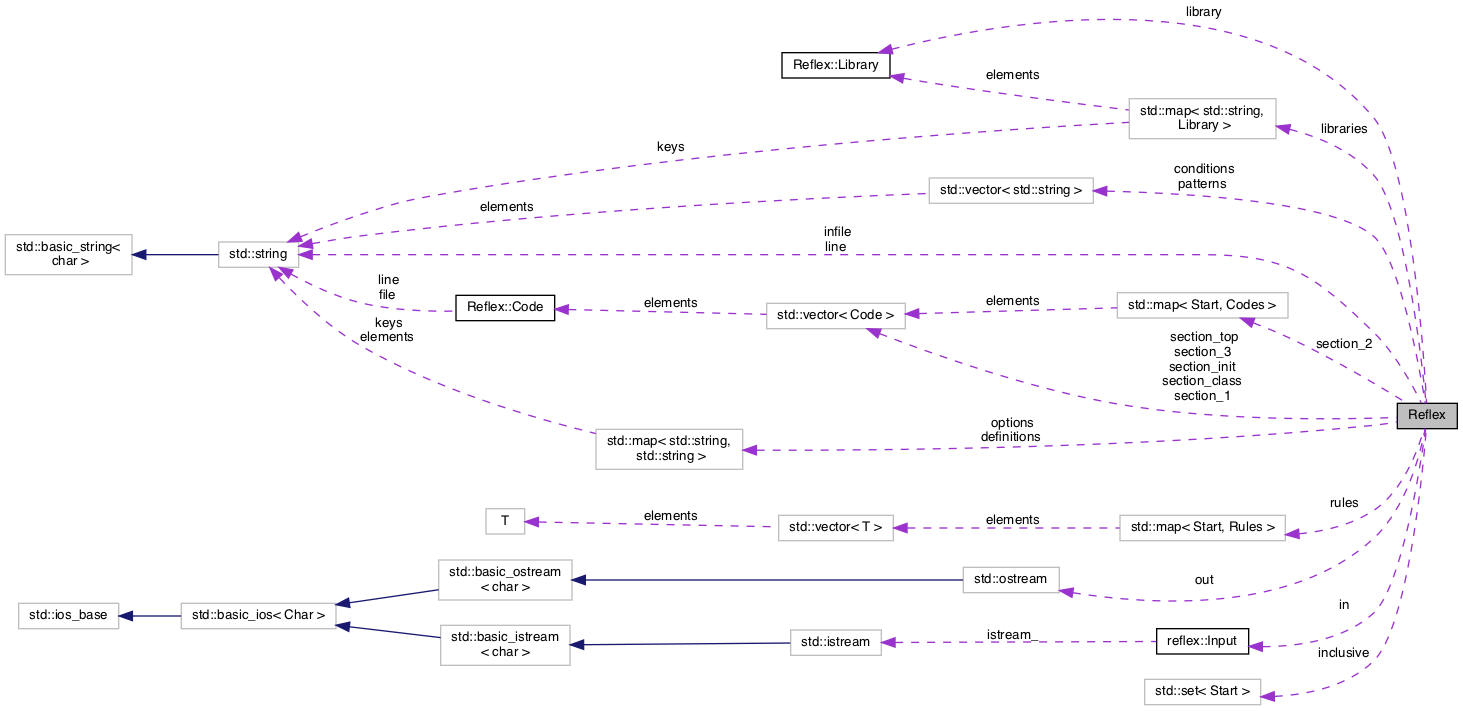 library
Reflex::Library
elements
std::map< std::string,
Library >
libraries
keys
conditions
patterns
std::vector< std::string >
elements
infile
line
std::basic_string<
char >
std::string
line
file
Reflex::Code
elements
std::vector< Code >
elements
std::map< Start, Codes >
section_2
keys
elements
section_top
section_3
section_init
section_class
section_1
Reflex
options
definitions
std::map< std::string,
std::string >
rules
T
elements
std::vector< T >
elements
std::map< Start, Rules >
std::basic_ostream
< char >
std::ostream
out
std::ios_base
std::basic_ios< Char >
in
std::basic_istream
< char >
std::istream
istream_
reflex::Input
inclusive
std::set< Start >